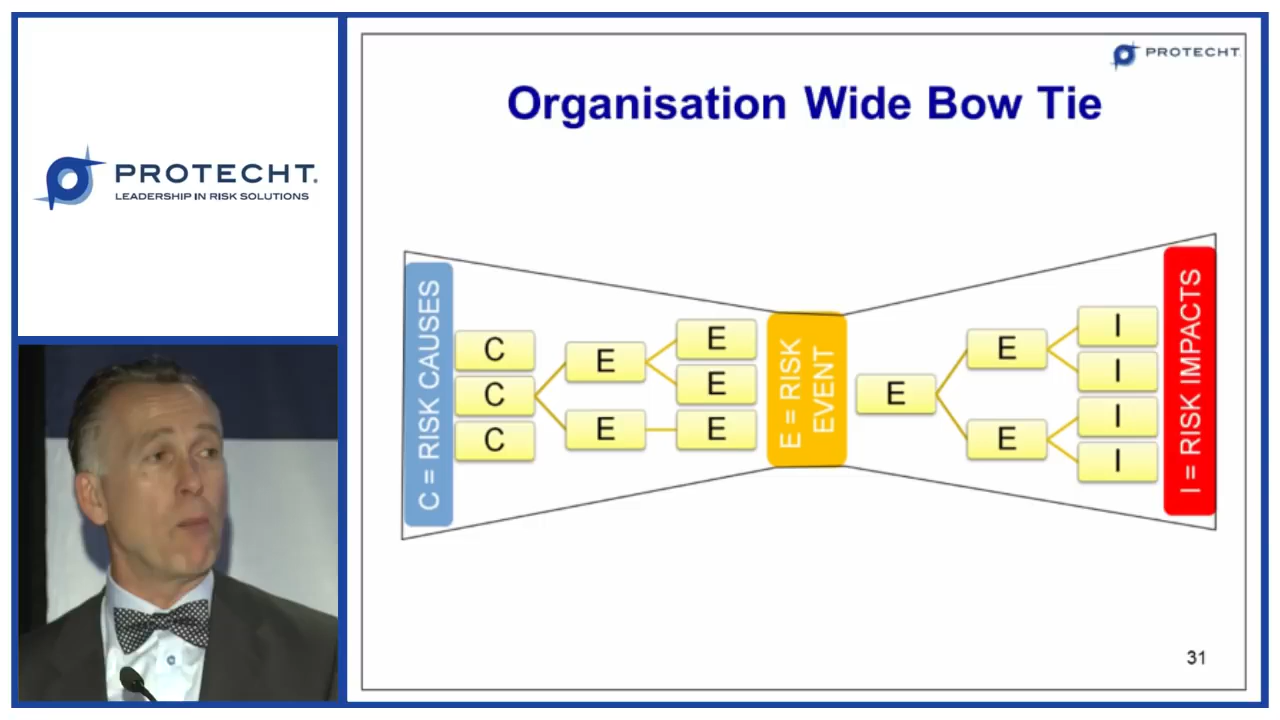 PROTECHT.
LEADERSHIP IN RISK SOLUTIONS
PROTECHT.
Organisation Wide Bow Tie
C = RISK CAUSES
C
C
C
E
E
E
E
E
E = RISK
EVENT
E
E
E
I
I
I
I
I = RISK IMPACTS
31